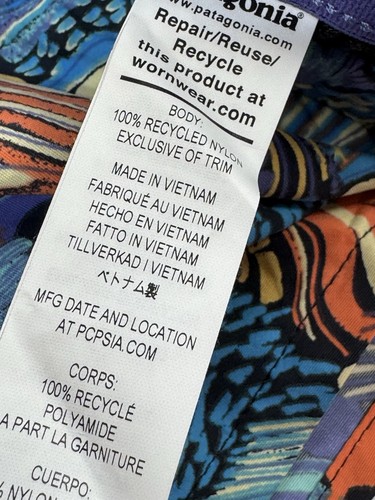 www.patagonia.com
Repair/Reuse/
Recycle
this product at
wornwear.com
BODY:
100% RECYCLED NYLON
EXCLUSIVE OF TRIM
MADE IN VIETNAM
FABRIQUÉ AU VIETNAM
HECHO EN VIETNAM
FATTO IN VIETNAM
TILLVERKAD I VIETNAM
ベトナム製
MFG DATE AND LOCATION
AT PCPSIA.COM
CORPS:
100% RECYCLÉ
POLYAMIDE
A PART LA GARNITURE
CUERPO:
% NYLON